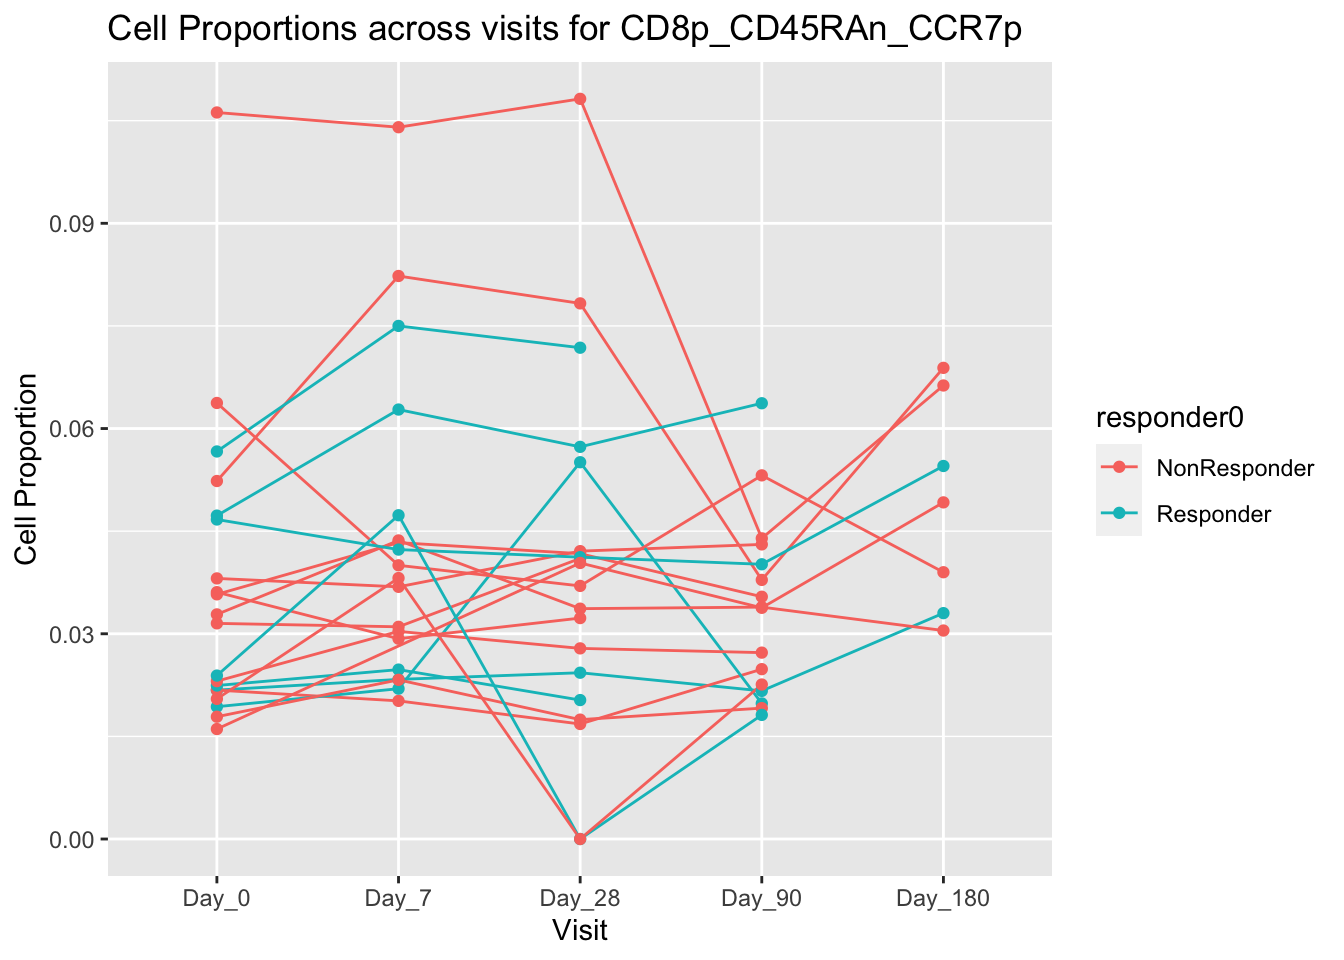 Cell Proportions across visits for CD8p_CD45RAn_CCR7p
Cell Proportion
0.09
0.06
0.03
0.00
Day_0 Day_7 Day_28 Day_90 Day_180
Visit
responder0
NonResponder
Responder